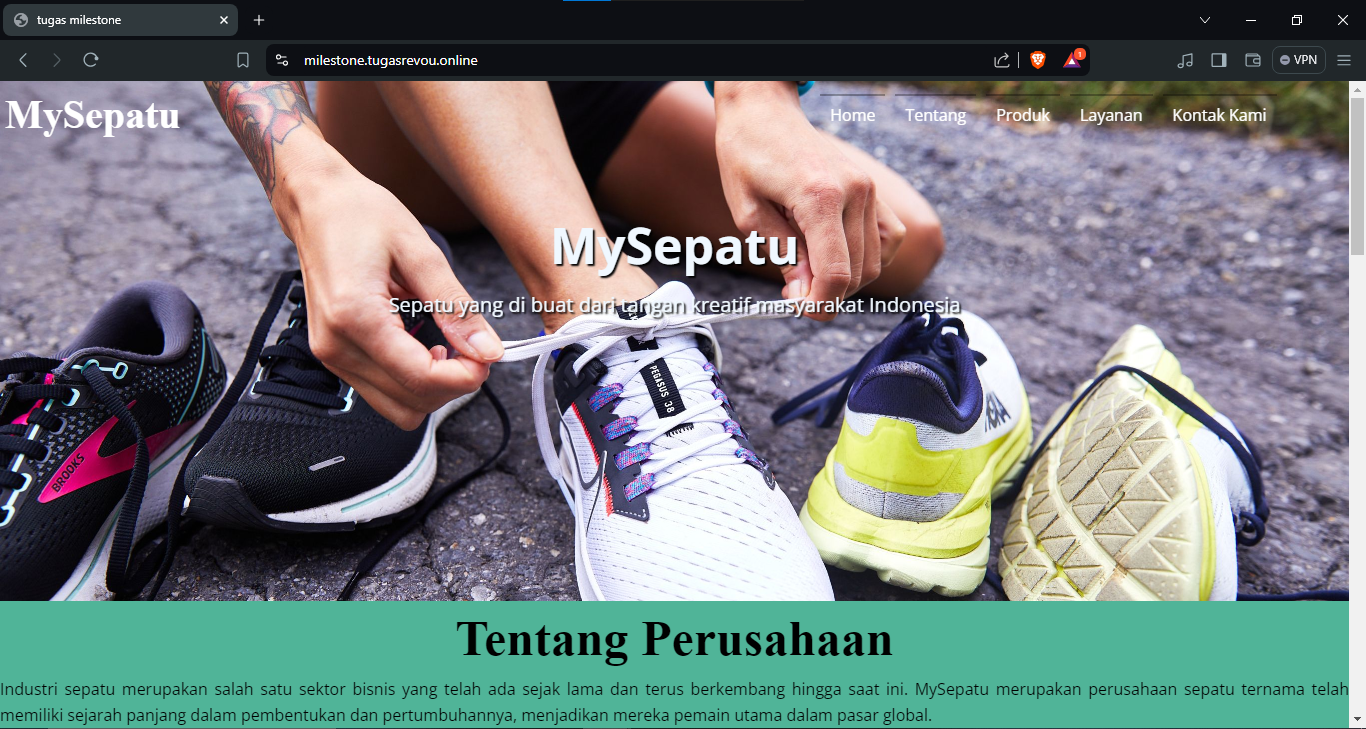 tugas milestone
milestone.tugasrevou.online
1
VPN
MySepatu
Home Tentang Produk Layanan Kontak Kami
MySepatu
Sepatu yang di buat dari tangan kreatif masyarakat Indonesia
PEGASUS 38
BROOKS
Tentang Perusahaan
Industri sepatu merupakan salah satu sektor bisnis yang telah ada sejak lama dan terus berkembang hingga saat ini. MySepatu merupakan perusahaan sepatu ternama telah
memiliki sejarah panjang dalam pembentukan dan pertumbuhannya, menjadikan mereka pemain utama dalam pasar global.